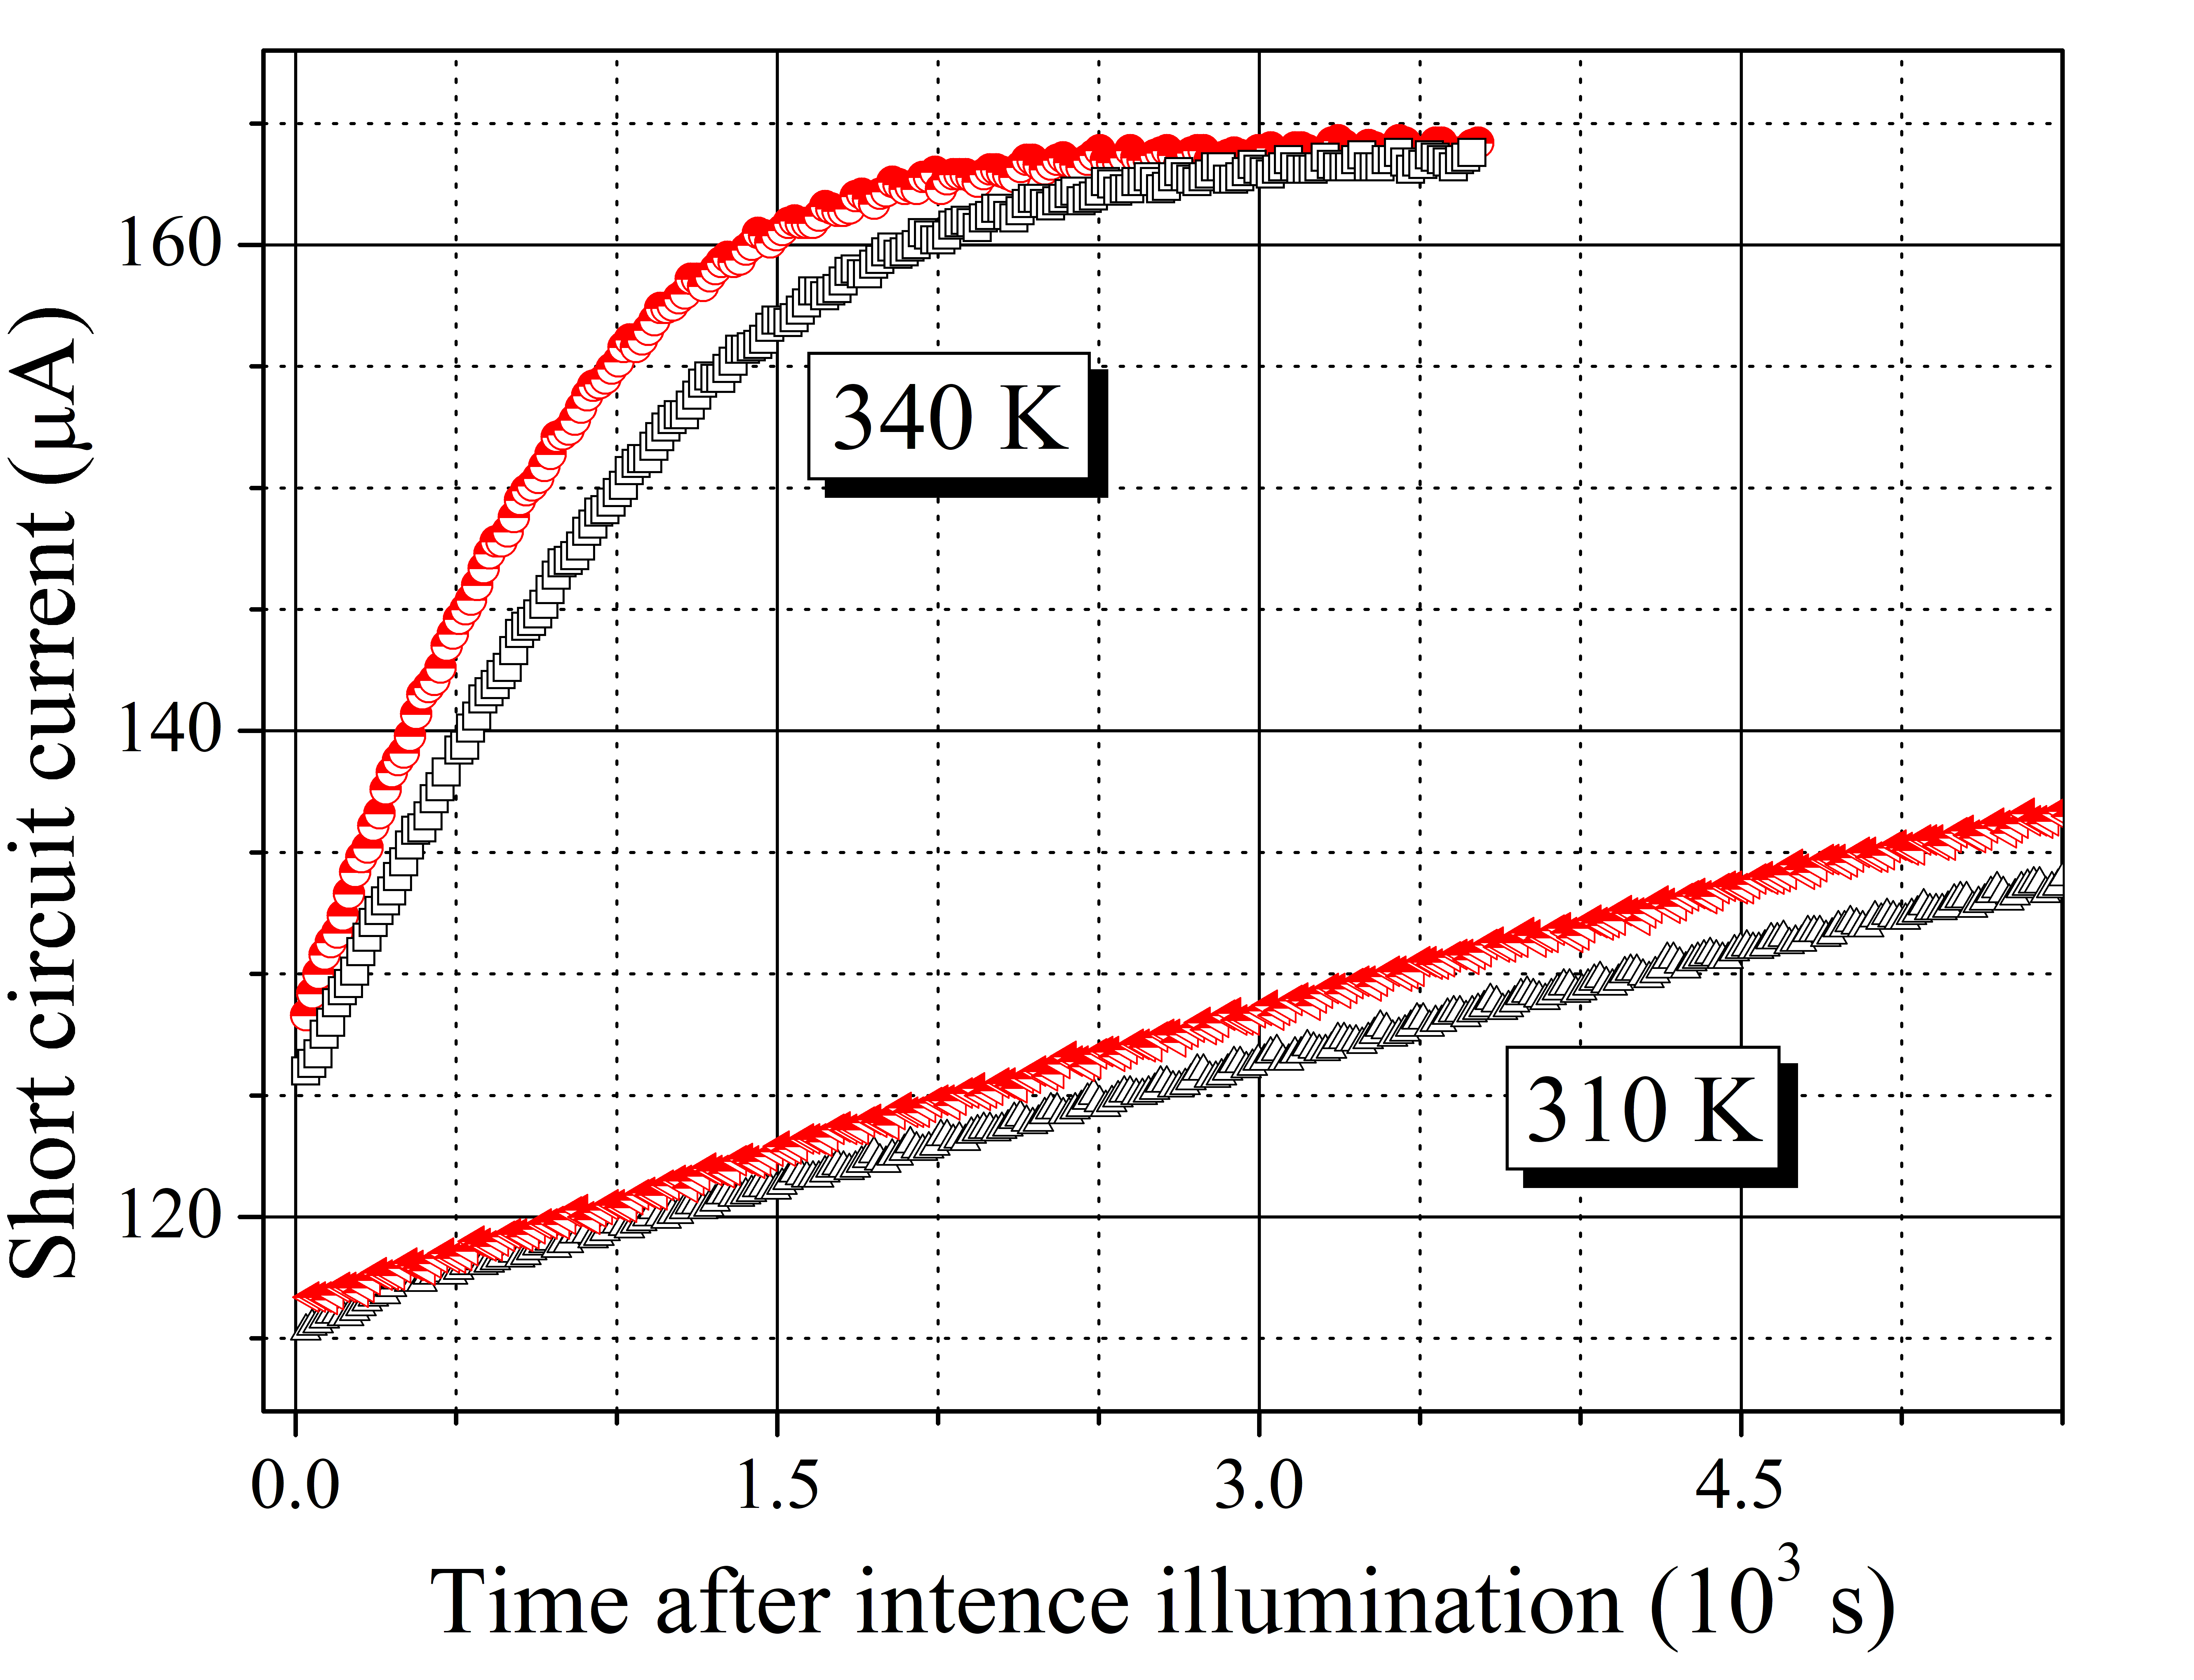 Short circuit current (μA)
160
140
120
340 K
310 K
0.0 1.5 3.0 4.5
Time after intence illumination (10³ s)